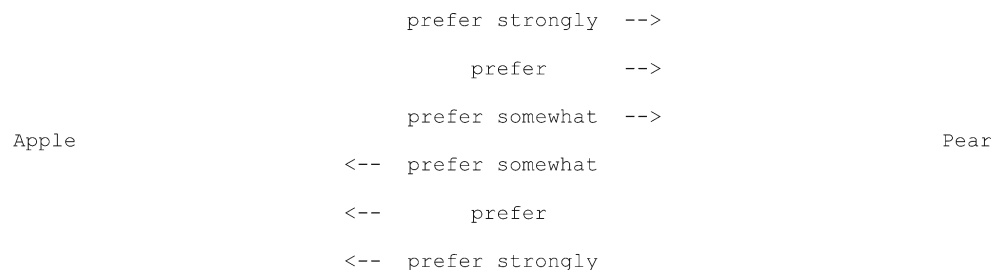 prefer strongly -->
prefer -->
prefer somewhat -->
Apple Pear
<-- prefer somewhat
<-- prefer
<-- prefer strongly